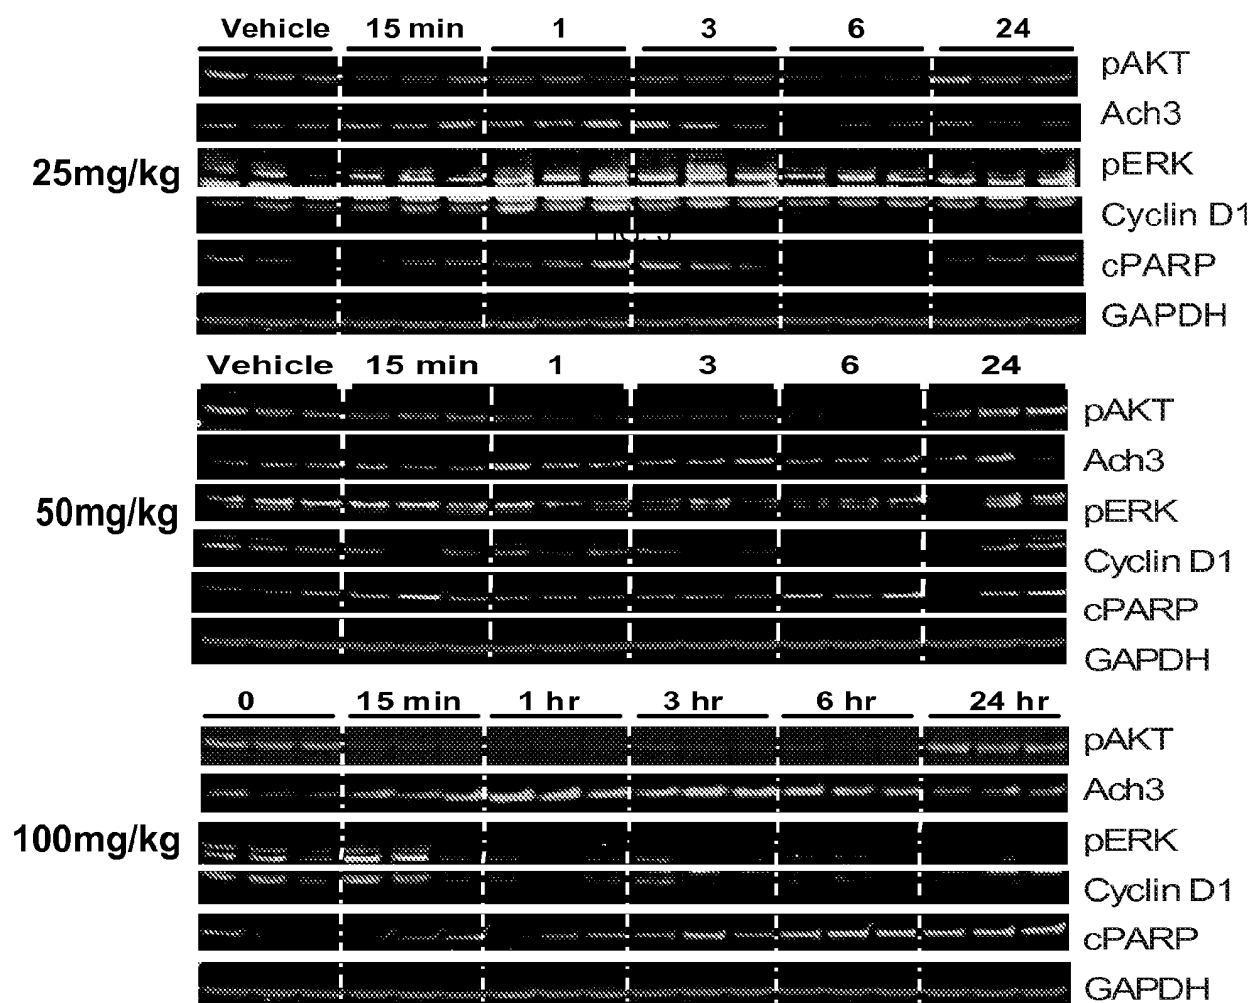 Vehicle 15 min 1 3 6 24
pAKT
Ach3
25mg/kg
pERK
Cyclin D1
cPARP
GAPDH
Vehicle 15 min 1 3 6 24
pAKT
Ach3
50mg/kg
pERK
Cyclin D1
cPARP
GAPDH
0 15 min 1 hr 3 hr 6 hr 24 hr
pAKT
Ach3
100mg/kg
pERK
Cyclin D1
cPARP
GAPDH